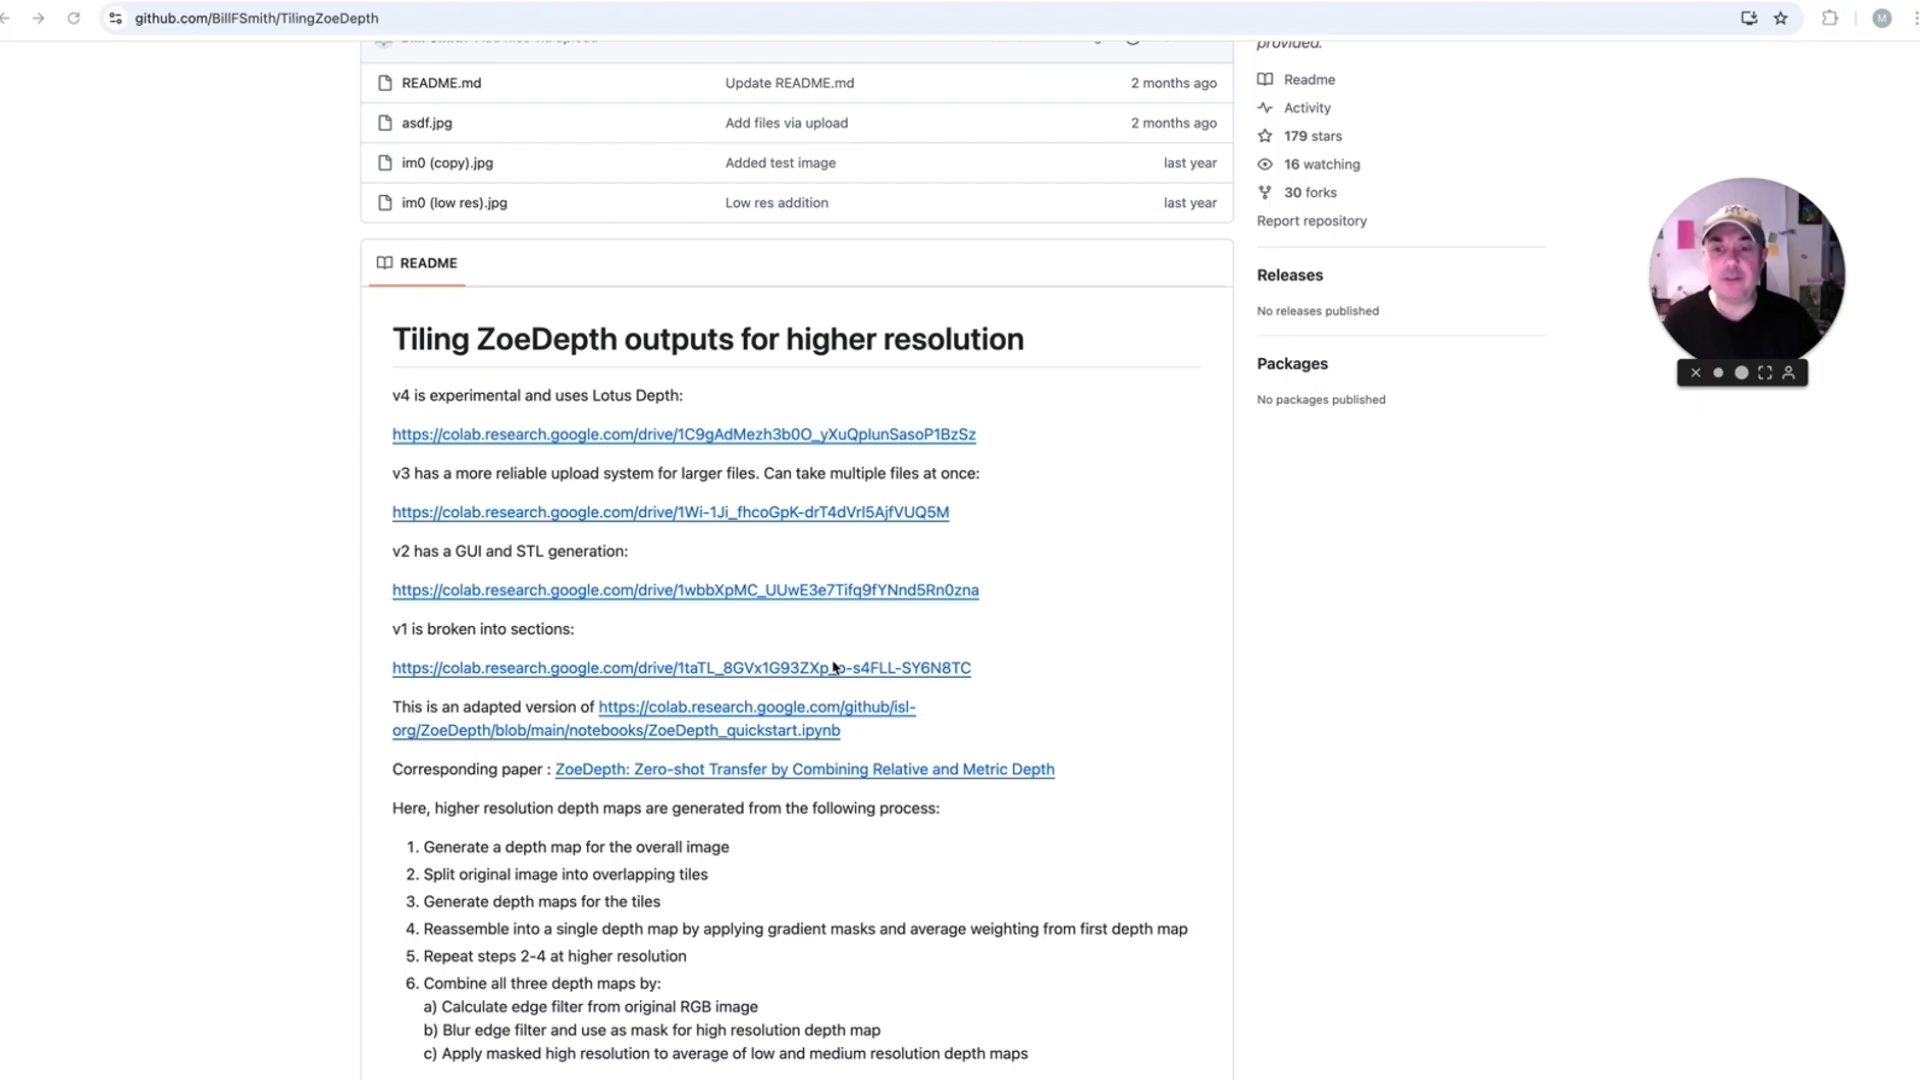 github.com/BillFSmith/TilingZoeDepth
M
provided.
README.md Update README.md 2 months ago
asdf.jpg Add files via upload 2 months ago
im0 (copy).jpg Added test image last year
im0 (low res).jpg Low res addition last year
README
Tiling ZoeDepth outputs for higher resolution
v4 is experimental and uses Lotus Depth:
https://colab.research.google.com/drive/1C9gAdMezh3b0O_yXuQpIunSasoP1BzSz
v3 has a more reliable upload system for larger files. Can take multiple files at once:
https://colab.research.google.com/drive/1Wi-1Ji_fhcoGpK-drT4dVrl5AjfVUQ5M
v2 has a GUI and STL generation:
https://colab.research.google.com/drive/1wbbXpMC_UUwE3e7Tifq9fYNnd5Rn0zna
v1 is broken into sections:
https://colab.research.google.com/drive/1taTL_8GVx1G93ZXp_o-s4FLL-SY6N8TC
This is an adapted version of https://colab.research.google.com/github/isl-
org/ZoeDepth/blob/main/notebooks/ZoeDepth_quickstart.ipynb
Corresponding paper : ZoeDepth: Zero-shot Transfer by Combining Relative and Metric Depth
Here, higher resolution depth maps are generated from the following process:
1. Generate a depth map for the overall image
2. Split original image into overlapping tiles
3. Generate depth maps for the tiles
4. Reassemble into a single depth map by applying gradient masks and average weighting from first depth map
5. Repeat steps 2-4 at higher resolution
6. Combine all three depth maps by:
a) Calculate edge filter from original RGB image
b) Blur edge filter and use as mask for high resolution depth map
c) Apply masked high resolution to average of low and medium resolution depth maps
Readme
Activity
179 stars
16 watching
30 forks
Report repository
Releases
No releases published
Packages
No packages published